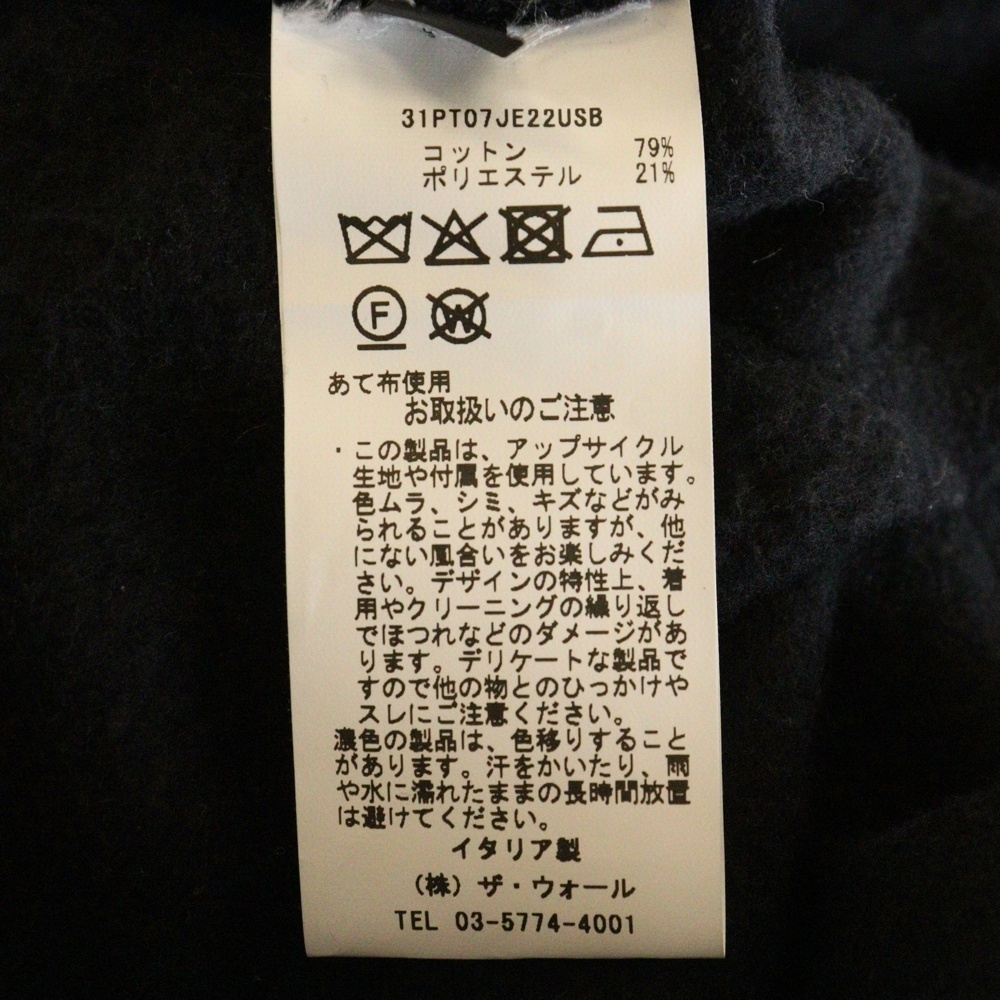 31PT07JE22USB
コットン 79%
ポリエステル 21%
F W
あて布使用
お取扱いのご注意
・この製品は、アップサイクル
生地や付属を使用しています。
色ムラ、シミ、キズなどがみ
られることがありますが、他
にない風合いをお楽しみくだ
さい。デザインの特性上、着
用やクリーニングの繰り返し
でほつれなどのダメージがあ
ります。デリケートな製品で
すので他の物とのひっかけや
スレにご注意ください。
濃色の製品は、色移りすること
があります。汗をかいたり、雨
や水に濡れたままの長時間放置
は避けてください。
イタリア製
（株）ザ・ウォール
TEL 03-5774-4001